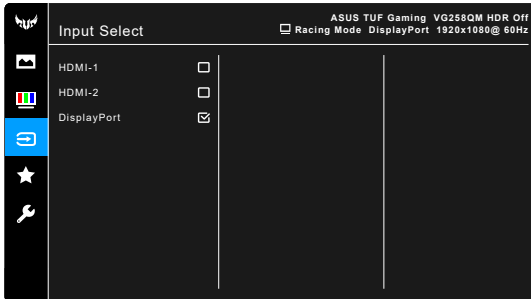 ASUS TUF Gaming VG258QM HDR Off
Input Select
Racing Mode DisplayPort 1920x1080@ 60Hz
HDMI-1
HDMI-2
DisplayPort